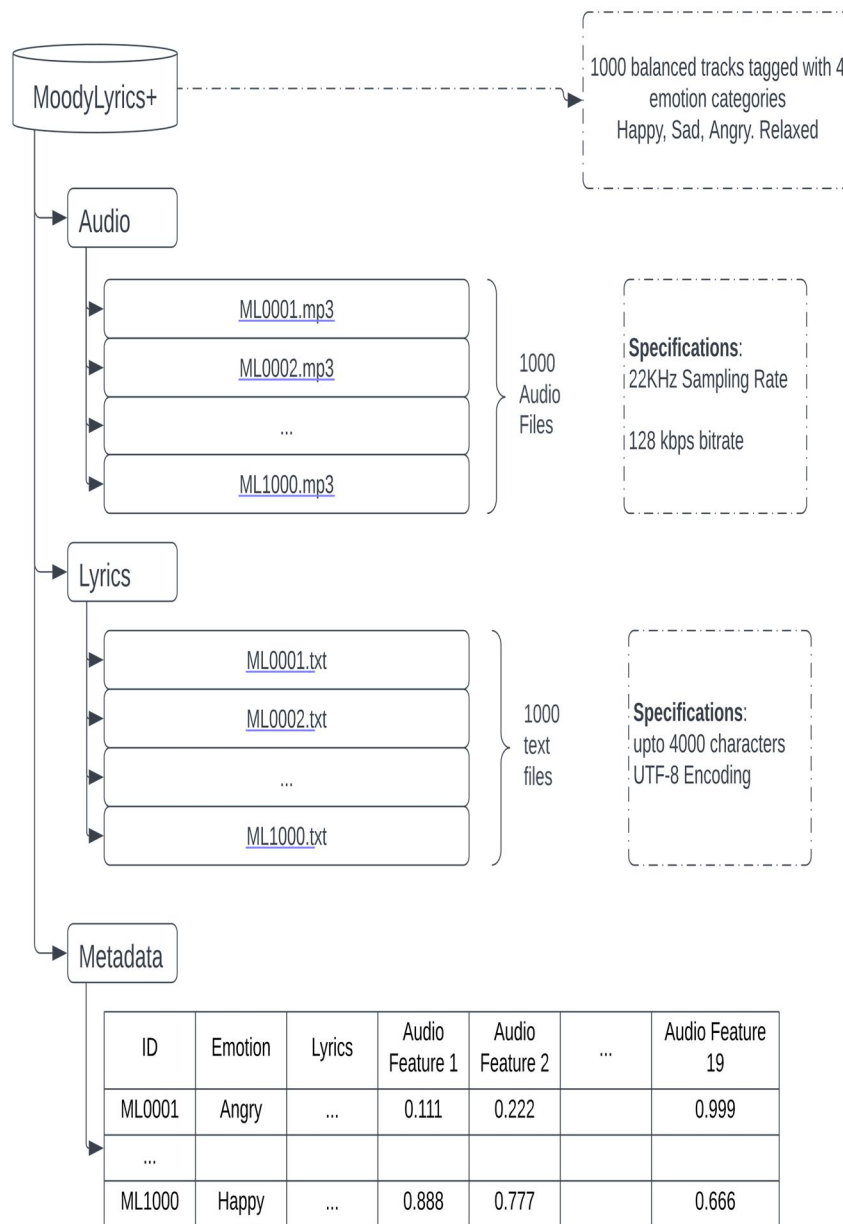 MoodyLyrics+
1000 balanced tracks tagged with 4
emotion categories
Happy, Sad, Angry. Relaxed
Audio
ML0001.mp3
ML0002.mp3
...
ML1000.mp3
1000
Audio
Files
Specifications:
22KHz Sampling Rate
128 kbps bitrate
Lyrics
ML0001.txt
ML0002.txt
...
ML1000.txt
1000
text
files
Specifications:
upto 4000 characters
UTF-8 Encoding
Metadata
ID Emotion Lyrics Audio Feature 1 Audio Feature 2 ... Audio Feature 19
ML0001 Angry ... 0.111 0.222 0.999
...
ML1000 Happy ... 0.888 0.777 0.666